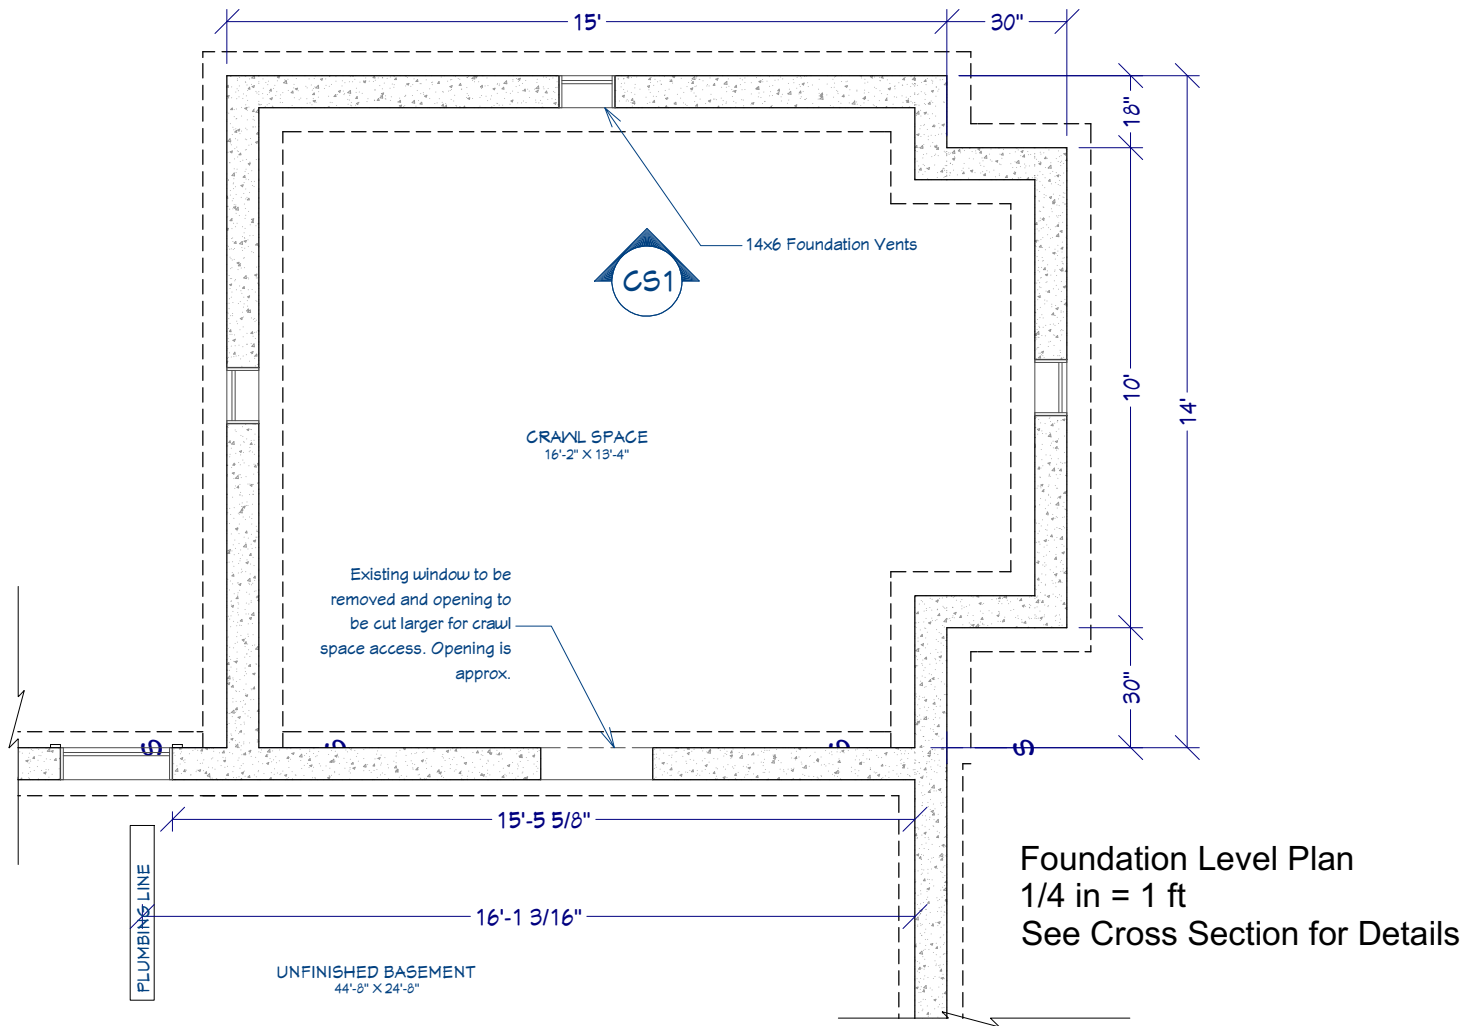 15'
30"
18"
14x6 Foundation Vents
CS1
10'
14'
CRAWL SPACE
16'-2" X 13'-4"
Existing window to be
removed and opening to
be cut larger for crawl
space access. Opening is
approx.
30"
S
S
S
S
15'-5 5/8"
PLUMBING LINE
16'-1 3/16"
UNFINISHED BASEMENT
44'-8" X 24'-8"
Foundation Level Plan
1/4 in = 1 ft
See Cross Section for Details